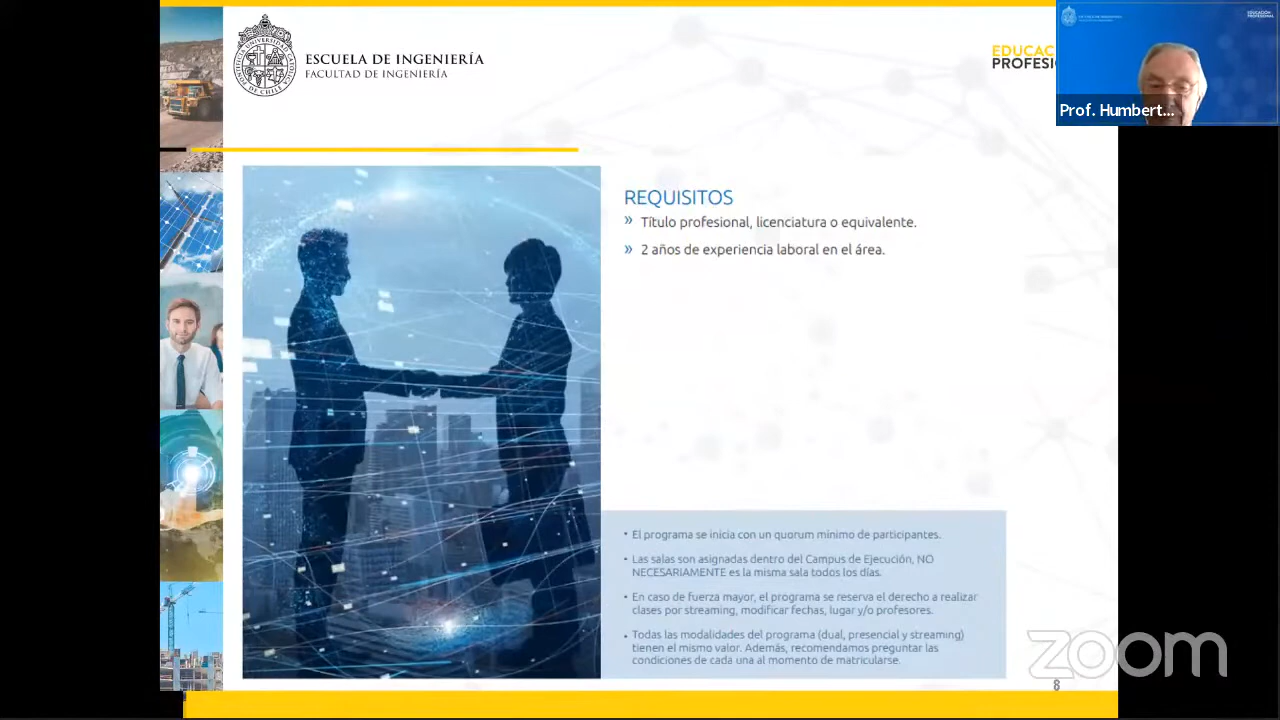 ESCUELA DE INGENIERÍA
FACULTAD DE INGENIERÍA
EDUCAC
PROFESIO
Prof. Humbert...
REQUISITOS
» Título profesional, licenciatura o equivalente.
» 2 años de experiencia laboral en el área.
• El programa se inicia con un quorum mínimo de participantes.
• Las salas son asignadas dentro del Campus de Ejecución, NO
NECESARIAMENTE es la misma sala todos los días.
• En caso de fuerza mayor, el programa se reserva el derecho a realizar
clases por streaming, modificar fechas, lugar y/o profesores.
• Todas las modalidades del programa (dual, presencial y streaming)
tienen el mismo valor. Además, recomendamos preguntar las
condiciones de cada una al momento de matricularse.
zoom
8